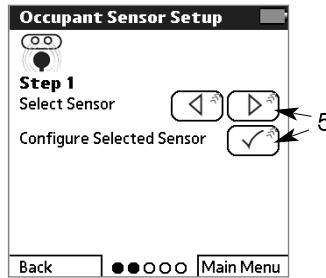 Occupant Sensor Setup
Step 1
Select Sensor
Configure Selected Sensor
5
Back
Main Menu